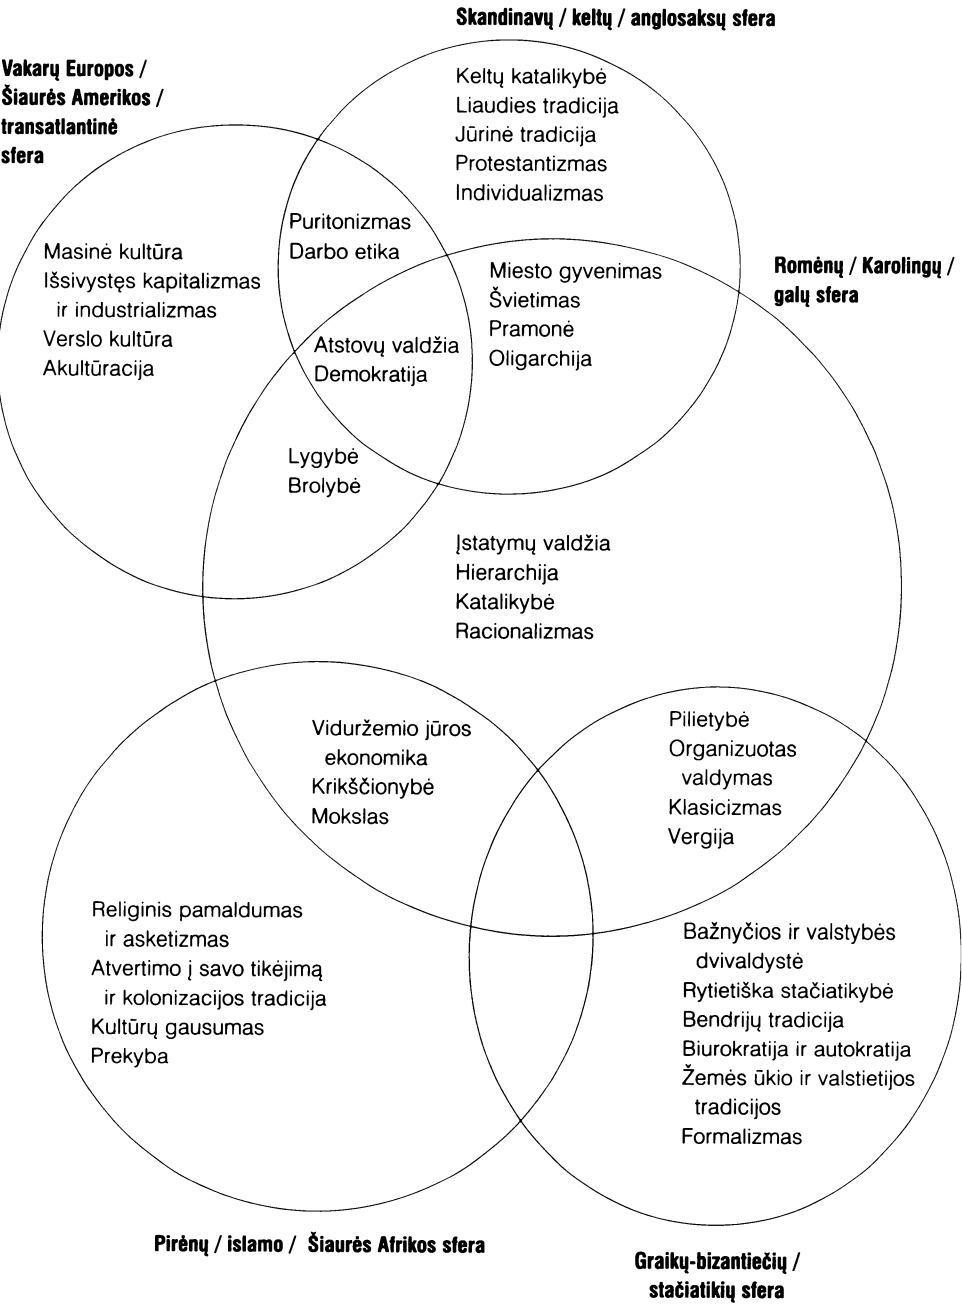 Skandinavų / keltų / anglosaksų sfera
Vakarų Europos /
Šiaurės Amerikos /
transatlantinė
sfera
Keltų katalikybė
Liaudies tradicija
Jūrinė tradicija
Protestantizmas
Individualizmas
Puritonizmas
Darbo etika
Masinė kultūra
Išsivystęs kapitalizmas
ir industrializmas
Verslo kultūra
Akultūracija
Miesto gyvenimas
Švietimas
Pramonė
Oligarchija
Romėnų / Karolingų /
galų sfera
Atstovų valdžia
Demokratija
Lygybė
Brolybė
Įstatymų valdžia
Hierarchija
Katalikybė
Racionalizmas
Viduržemio jūros
ekonomika
Krikščionybė
Mokslas
Pilietybė
Organizuotas
valdymas
Klasicizmas
Vergija
Religinis pamaldumas
ir asketizmas
Atvertimo į savo tikėjimą
ir kolonizacijos tradicija
Kultūrų gausumas
Prekyba
Bažnyčios ir valstybės
dvivaldystė
Rytietiška stačiatikybė
Bendrijų tradicija
Biurokratija ir autokratija
Žemės ūkio ir valstietijos
tradicijos
Formalizmas
Pirėnų / islamo / Šiaurės Afrikos sfera
Graikų-bizantiečių /
stačiatikių sfera